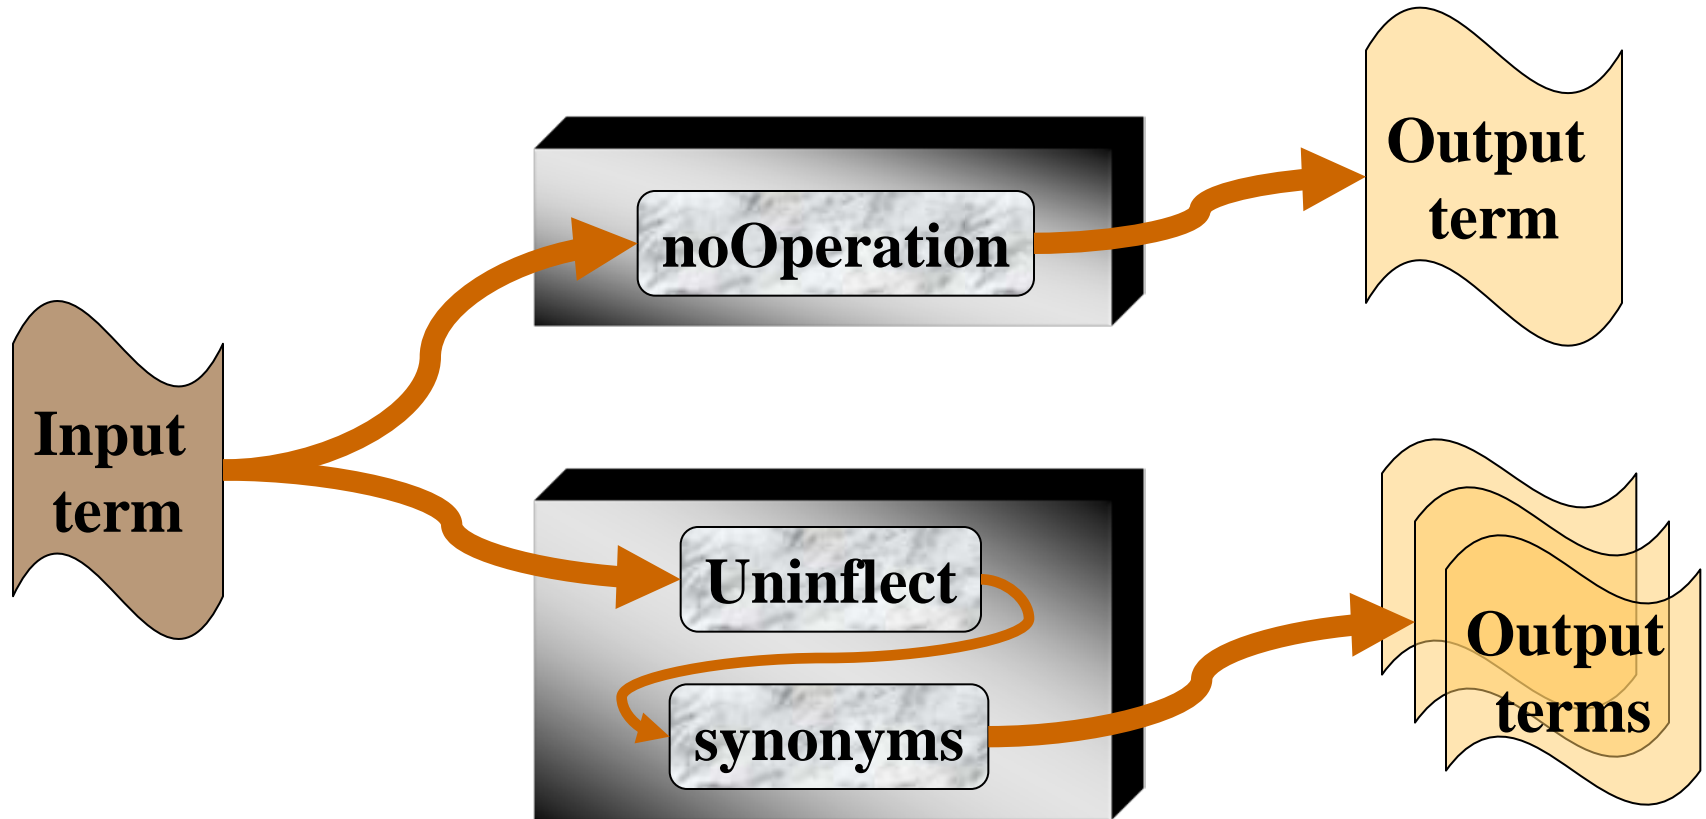 Input
term
noOperation
Output
term
Uninflect
synonyms
Output
terms